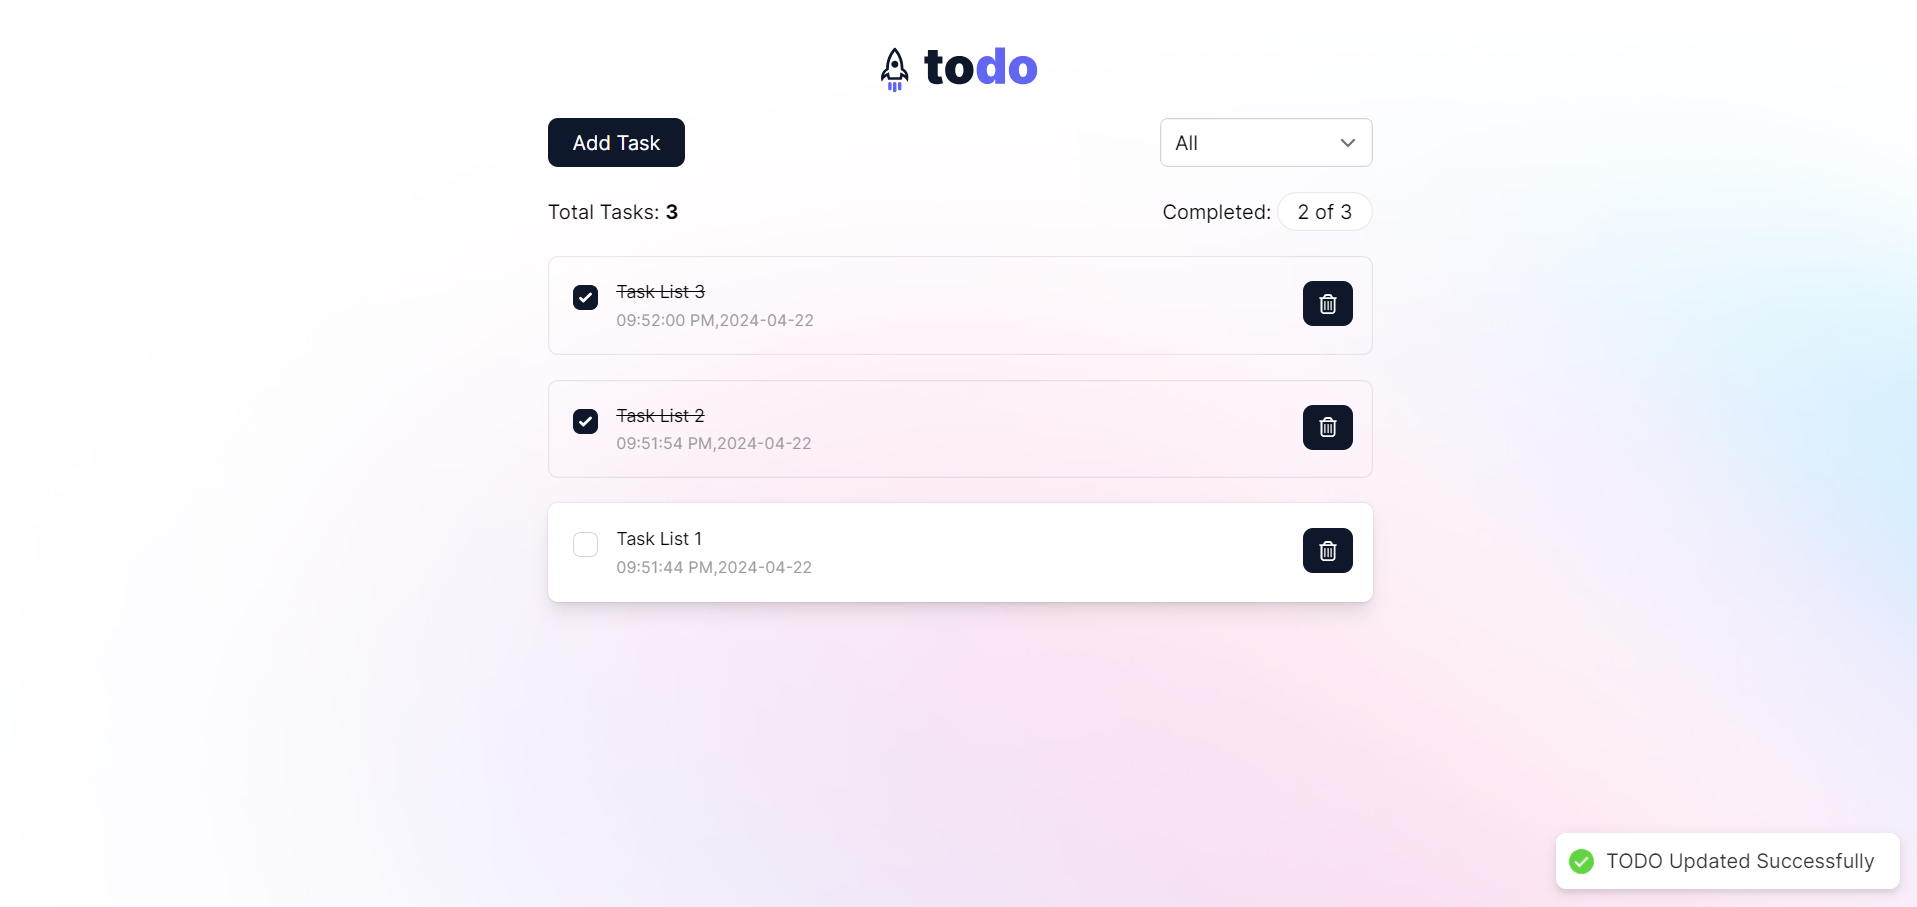 todo
Add Task
All
Total Tasks: 3
Completed: 2 of 3
Task List 3
09:52:00 PM,2024-04-22
Task List 2
09:51:54 PM,2024-04-22
Task List 1
09:51:44 PM,2024-04-22
TODO Updated Successfully